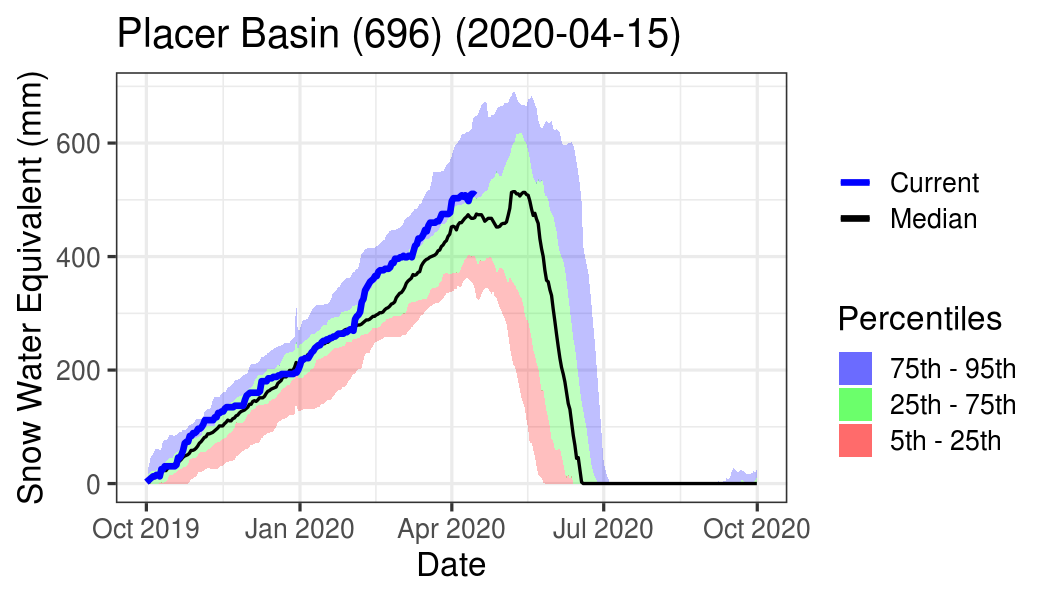 Placer Basin (696) (2020-04-15)
Snow Water Equivalent (mm)
600
400
200
0
Oct 2019
Jan 2020
Apr 2020
Jul 2020
Oct 2020
Date
Current
Median
Percentiles
75th - 95th
25th - 75th
5th - 25th